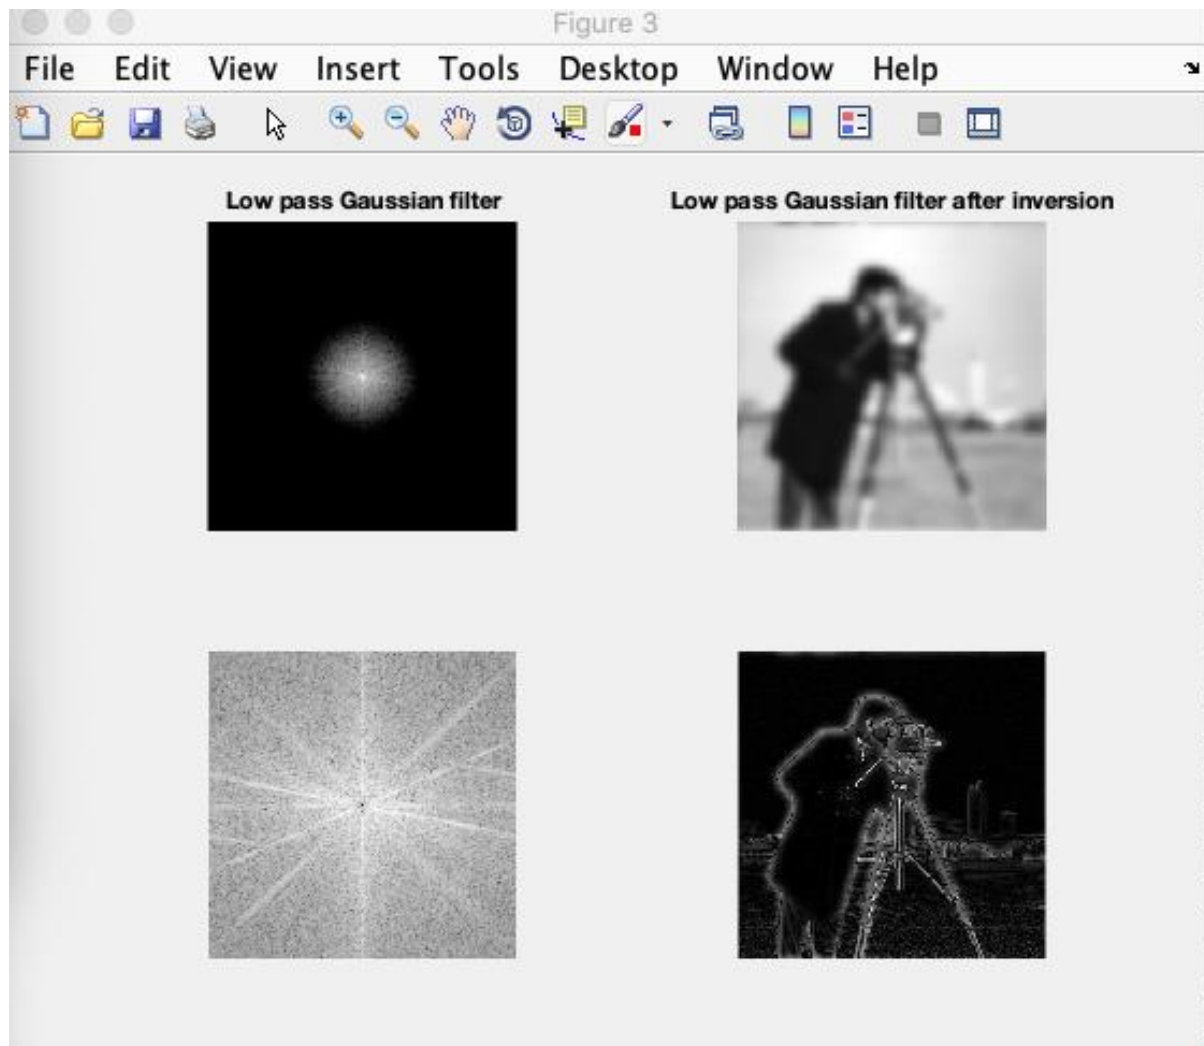 Figure 3
File Edit View Insert Tools Desktop Window Help
Low pass Gaussian filter
Low pass Gaussian filter after inversion